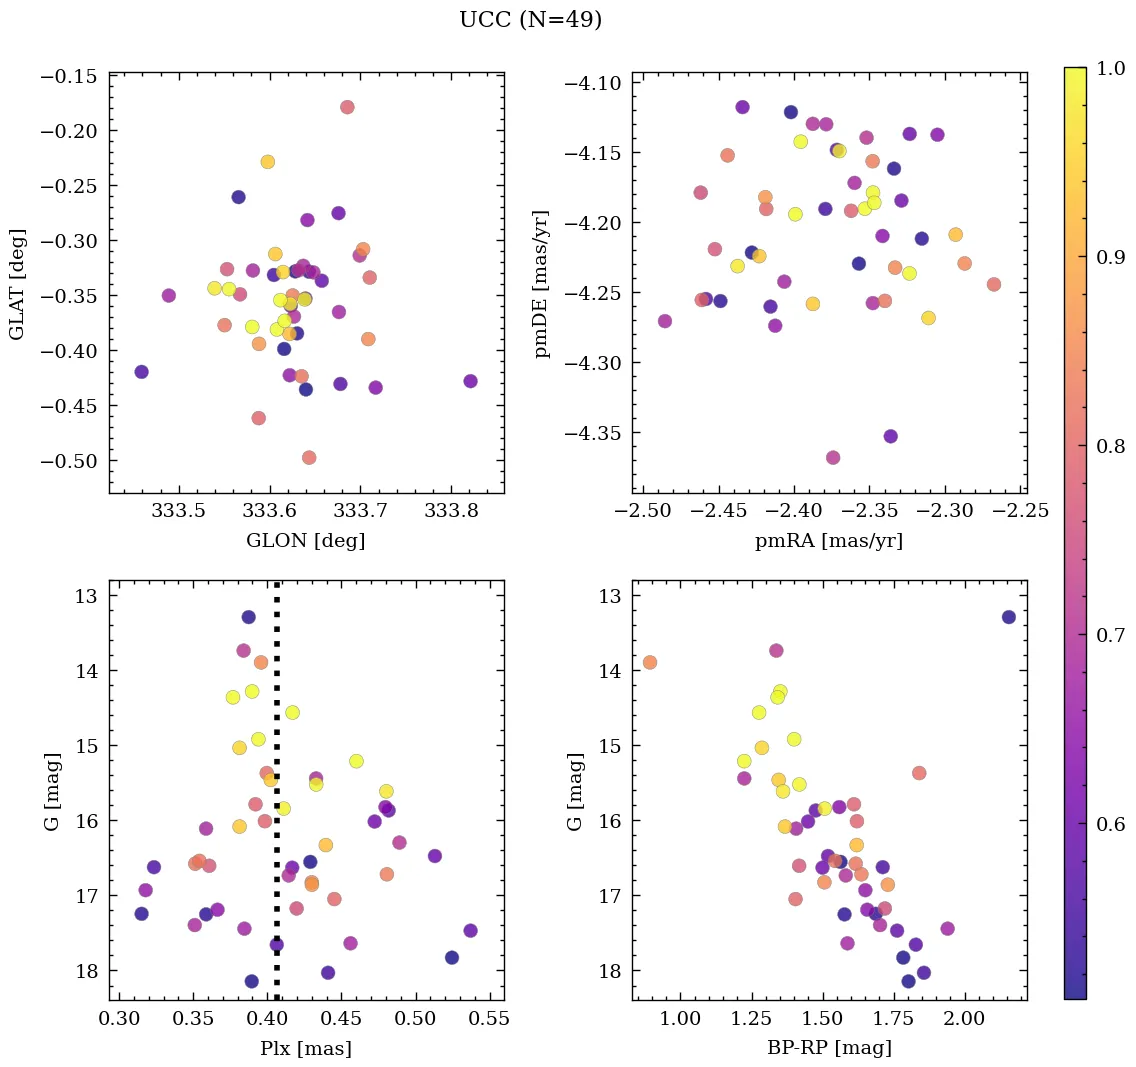 UCC (N=49)
−0.15
−0.20
−0.25
−0.30
−0.35
−0.40
−0.45
−0.50
GLAT [deg]
333.5 333.6 333.7 333.8
GLON [deg]
−4.10
−4.15
−4.20
−4.25
−4.30
−4.35
pmDE [mas/yr]
−2.50 −2.45 −2.40 −2.35 −2.30 −2.25
pmRA [mas/yr]
13
14
15
16
17
18
G [mag]
0.30 0.35 0.40 0.45 0.50 0.55
Plx [mas]
13
14
15
16
17
18
G [mag]
1.00 1.25 1.50 1.75 2.00
BP-RP [mag]
1.0
0.9
0.8
0.7
0.6